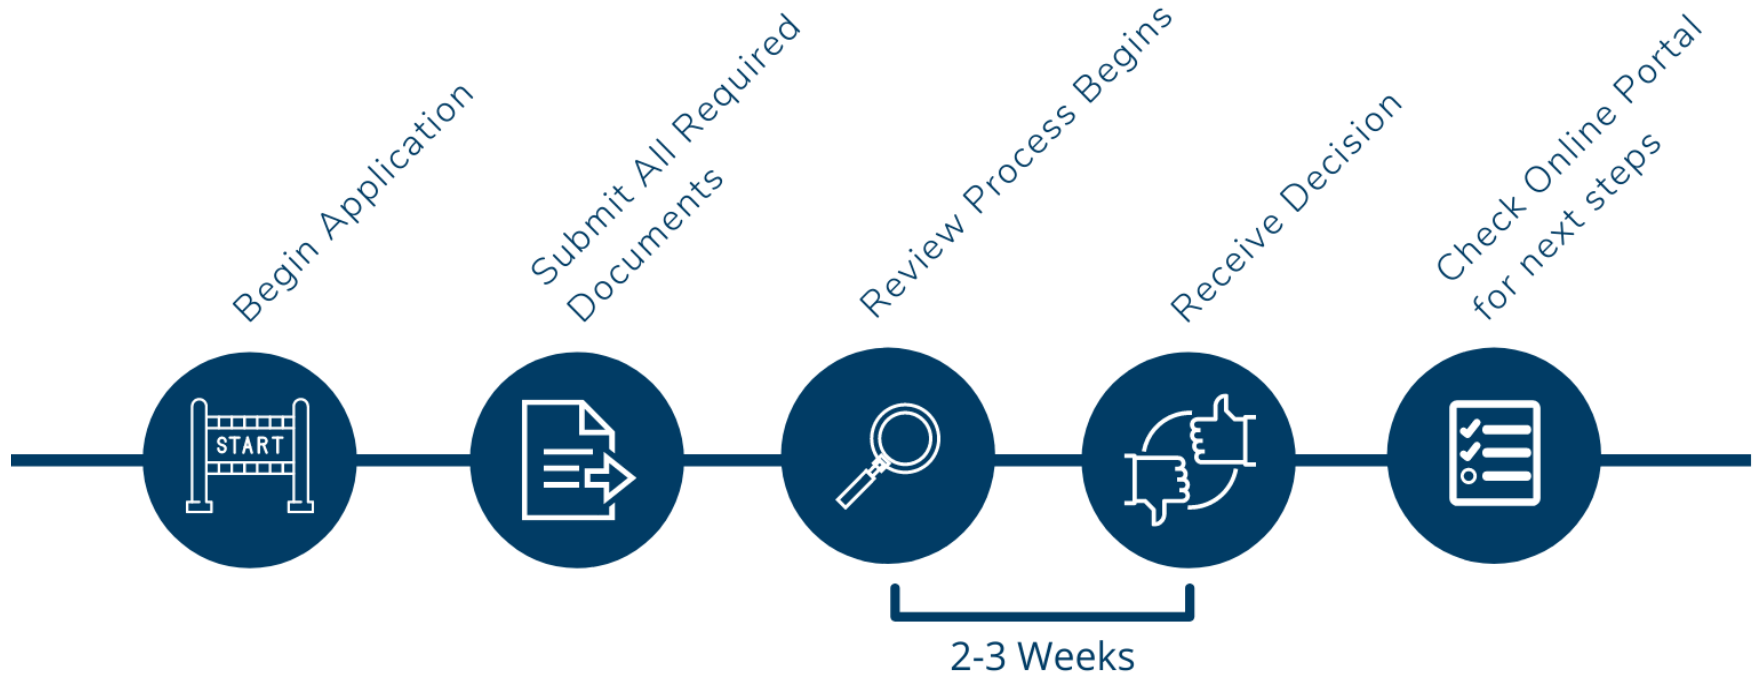 Begin Application
Submit All Required
Documents
Review Process Begins
Receive Decision
Check Online Portal
for next steps
START
2-3 Weeks